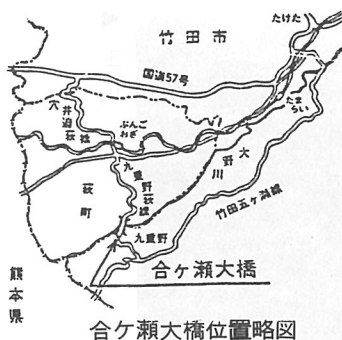 たけた
竹田市
国道57号
穴井迫荻線
ぶんご
おぎ
たま
らい
九重野荻線
大野川
荻町
竹田五ヶ瀬線
九重野
合ケ瀬大橋
熊本県
合ケ瀬大橋位置略図